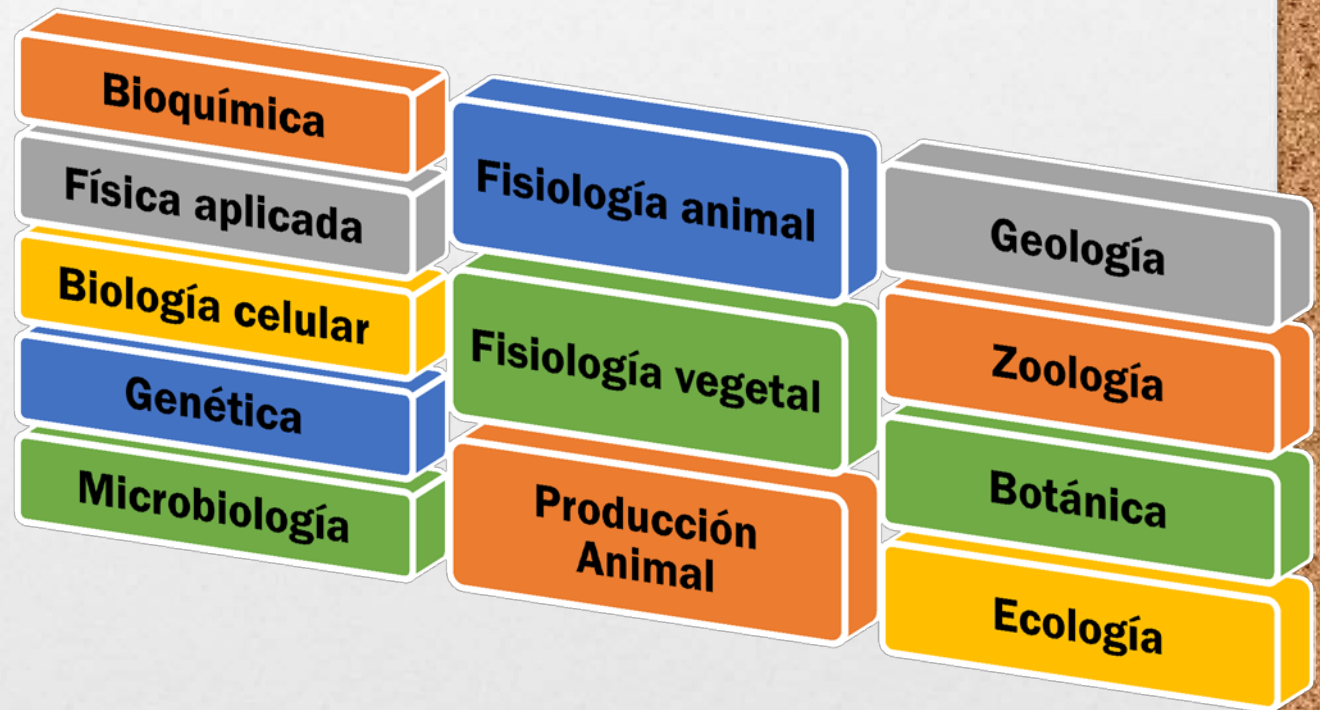 Bioquímica
Física aplicada
Biología celular
Genética
Microbiología
Fisiología animal
Fisiología vegetal
Producción
Animal
Geología
Zoología
Botánica
Ecología